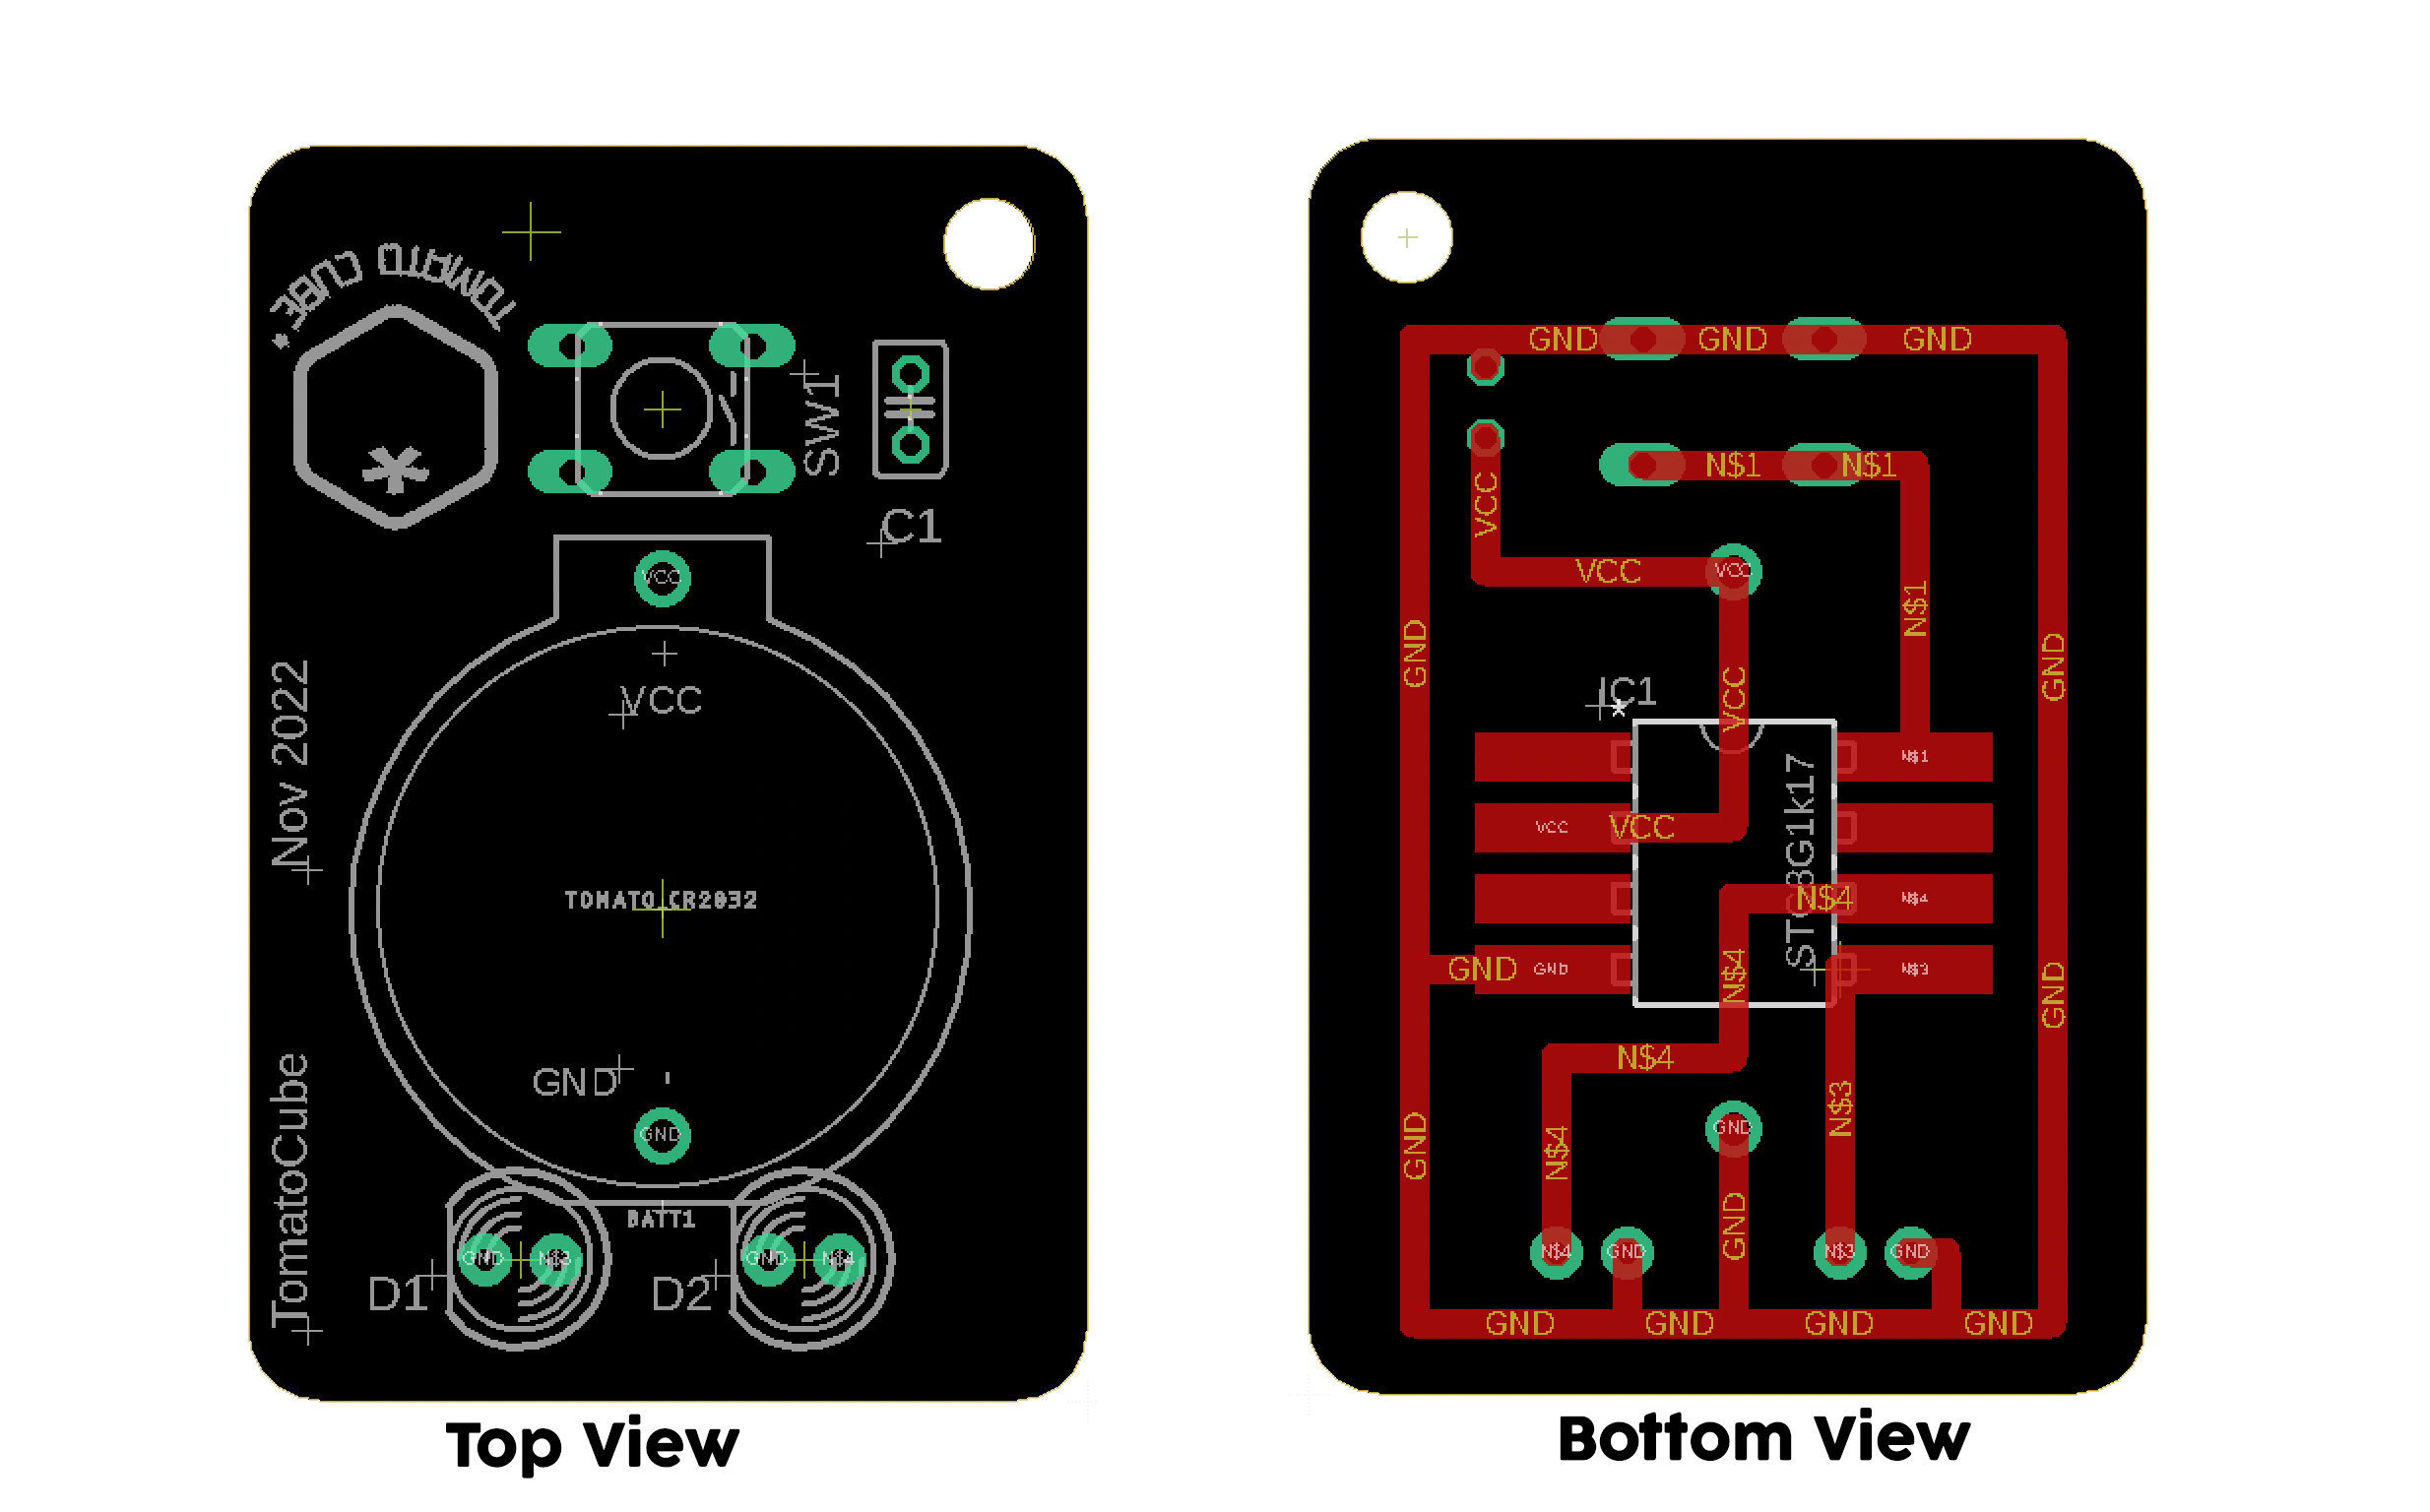 TOMATO CUBE *
*
SW1
C1
VCC
VCC
Nov 2022
TOMATO_CR2032
GND
GND
TomatoCube
BATT1
GND
N$3
GND
N$4
D1
D2
Top View
GND
GND
GND
N$1
N$1
VCC
VCC
VCC
N$1
GND
GND
VCC
IC1
*
N$1
STC8G1k17
VCC
VCC
N$4
N$4
GND
GND
N$4
N$3
GND
N$4
N$3
GND
GND
N$4
GND
N$4
GND
N$3
GND
GND
GND
GND
GND
Bottom View